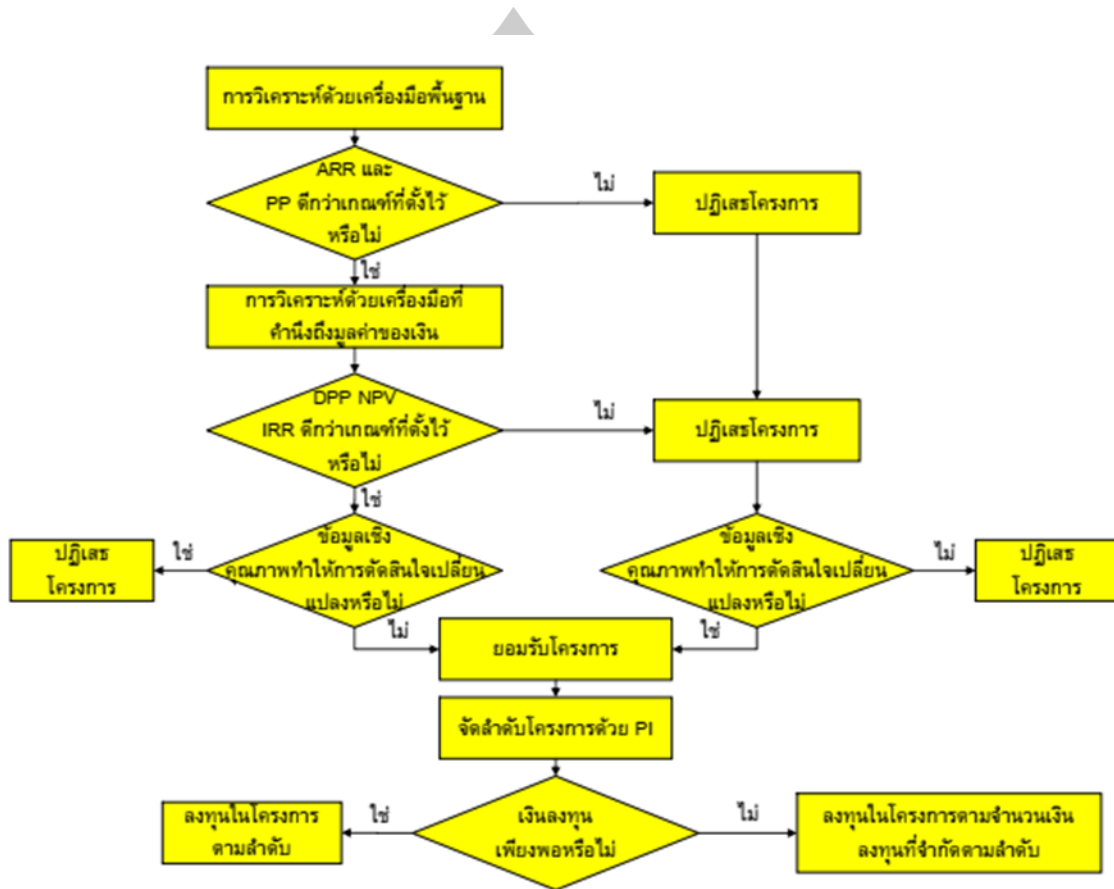 การวิเคราะห์ด้วยเครื่องมือพื้นฐาน
ARR และ
PP ดีกว่าเกณฑ์ที่ตั้งไว้
หรือไม่
ไม่
ปฏิเสธโครงการ
ใช่
การวิเคราะห์ด้วยเครื่องมือที่
คำนึงถึงมูลค่าของเงิน
DPP NPV
IRR ดีกว่าเกณฑ์ที่ตั้งไว้
หรือไม่
ไม่
ปฏิเสธโครงการ
ใช่
ปฏิเสธ
โครงการ
ใช่
ข้อมูลเชิง
คุณภาพทำให้การตัดสินใจเปลี่ยน
แปลงหรือไม่
ข้อมูลเชิง
คุณภาพทำให้การตัดสินใจเปลี่ยน
แปลงหรือไม่
ไม่
ปฏิเสธ
โครงการ
ไม่
ยอมรับโครงการ
ใช่
จัดลำดับโครงการด้วย PI
ลงทุนในโครงการ
ตามลำดับ
ใช่
เงินลงทุน
เพียงพอหรือไม่
ไม่
ลงทุนในโครงการตามจำนวนเงิน
ลงทุนที่จำกัดตามลำดับ